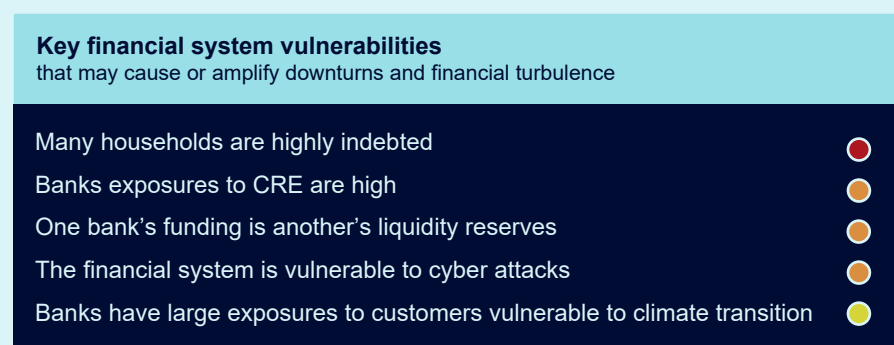 Key financial system vulnerabilities
that may cause or amplify downturns and financial turbulence
Many households are highly indebted
Banks exposures to CRE are high
One bank’s funding is another’s liquidity reserves
The financial system is vulnerable to cyber attacks
Banks have large exposures to customers vulnerable to climate transition